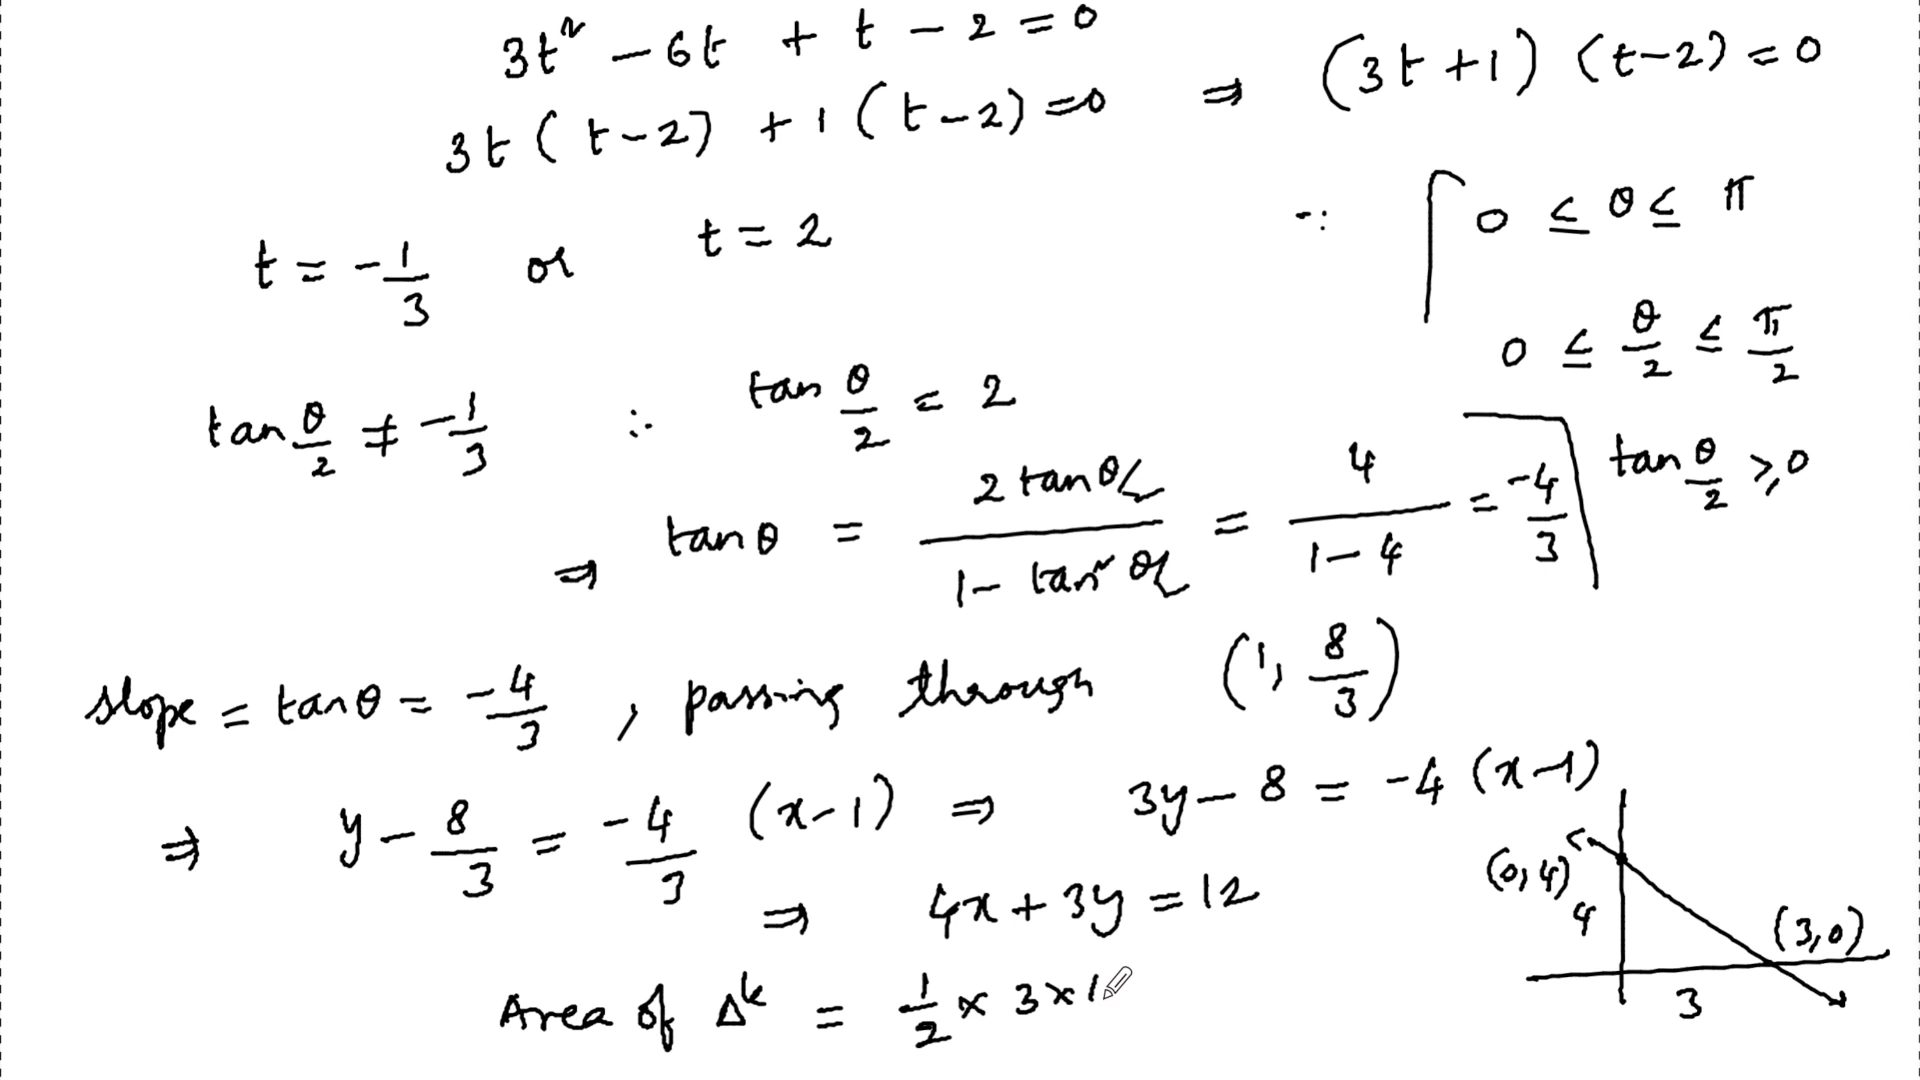 3t² - 6t + t - 2 = 0
3t(t-2) + 1(t-2) = 0 ⇒ (3t+1)(t-2) = 0
t = -1/3 or t = 2
∵ 0 ≤ θ ≤ π
0 ≤ θ/2 ≤ π/2
tan θ/2 ≠ -1/3 ∴ tan θ/2 = 2
tan θ/2 ≥ 0
⇒ tan θ = 2 tan θ/2 / 1 - tan² θ/2 = 4 / 1-4 = -4/3
slope = tan θ = -4/3 , passing through (1, 8/3)
⇒ y - 8/3 = -4/3 (x-1) ⇒ 3y - 8 = -4(x-1)
⇒ 4x + 3y = 12
(0,4)
4
(3,0)
3
Area of Δle = 1/2 × 3 ×